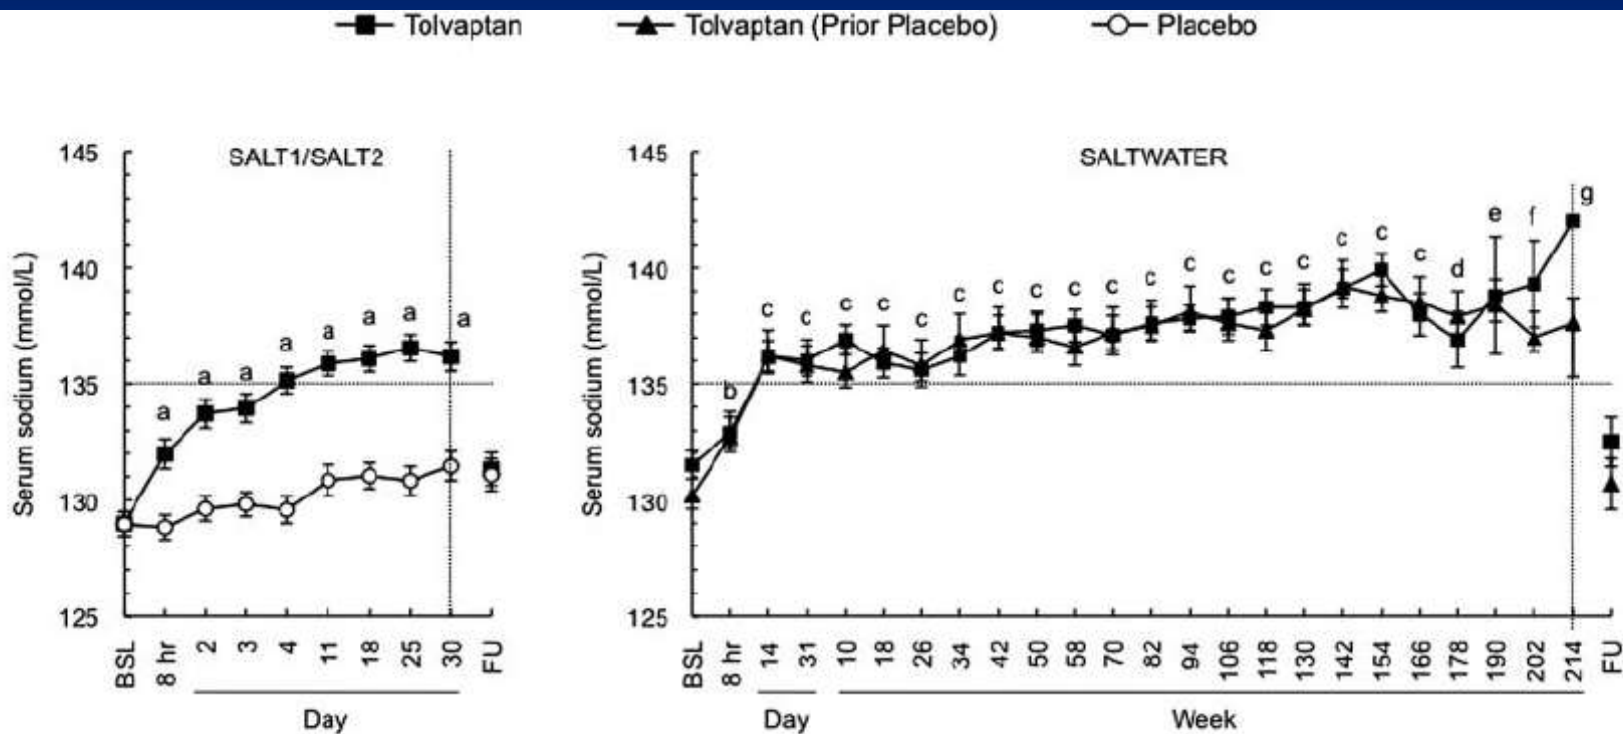 Tolvaptan Tolvaptan (Prior Placebo) Placebo
SALT1/SALT2
Serum sodium (mmol/L)
145
140
135
130
125
a a a a a a a a
BSL 8 hr 2 3 4 11 18 25 30 FU
Day
SALTWATER
Serum sodium (mmol/L)
145
140
135
130
125
b c c c c c c c c c c c c c c c c c c d e f g
BSL 8 hr 14 31 10 18 26 34 42 50 58 70 82 94 106 118 130 142 154 166 178 190 202 214 FU
Day Week